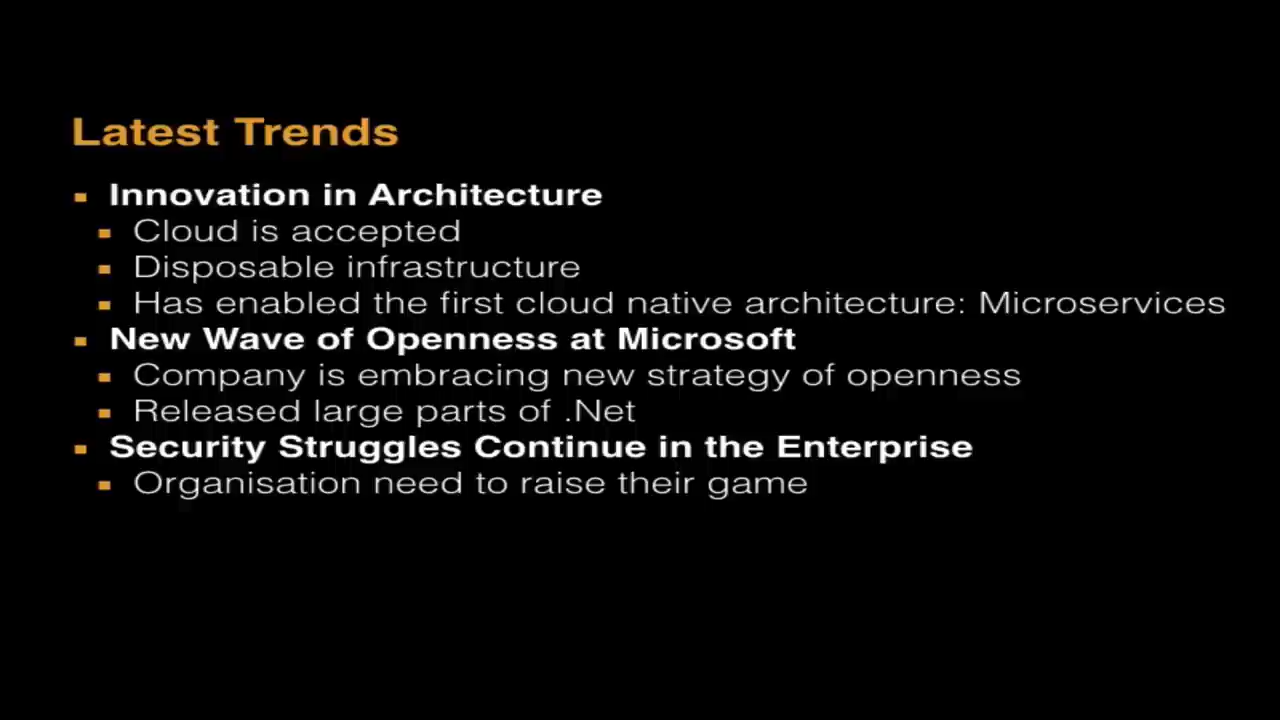 Latest Trends
Innovation in Architecture
Cloud is accepted
Disposable infrastructure
Has enabled the first cloud native architecture: Microservices
New Wave of Openness at Microsoft
Company is embracing new strategy of openness
Released large parts of .Net
Security Struggles Continue in the Enterprise
Organisation need to raise their game